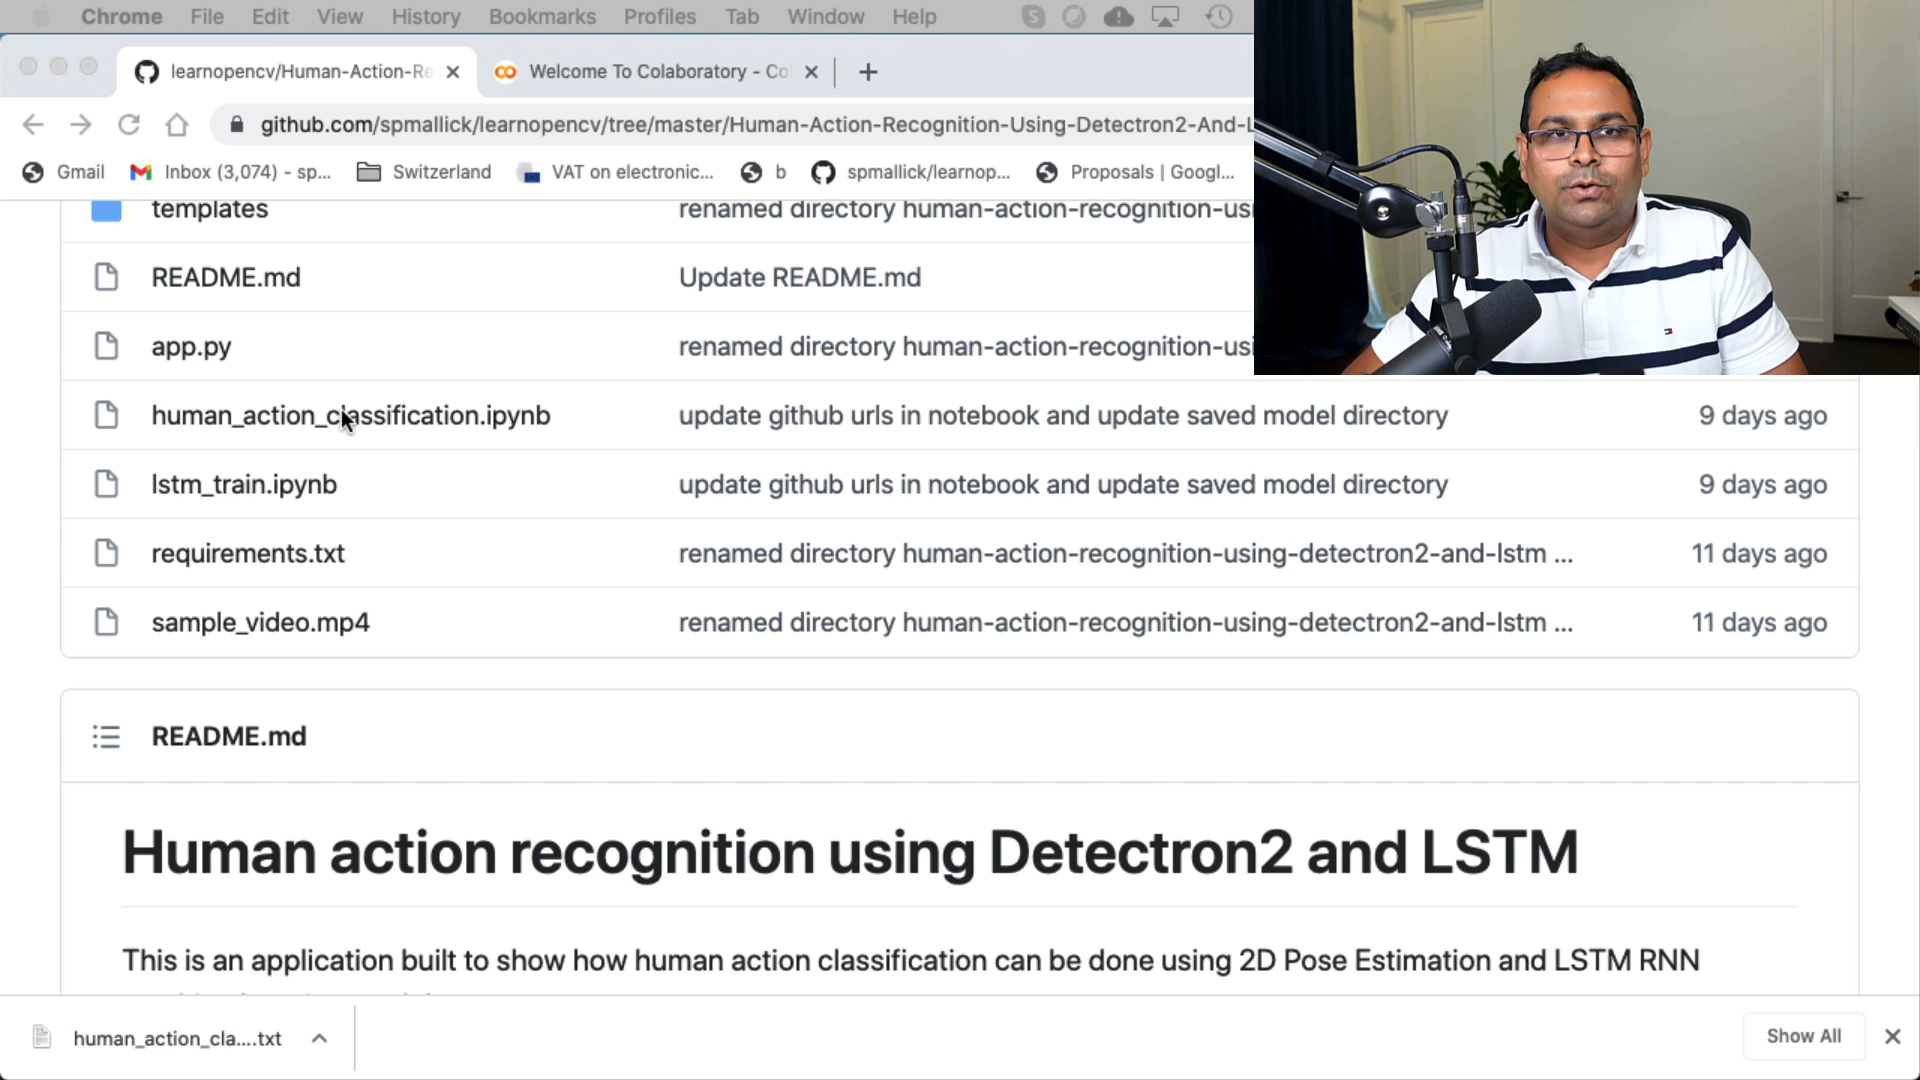 Chrome File Edit View History Bookmarks Profiles Tab Window Help
learnopencv/Human-Action-Re
Welcome To Colaboratory - Co
github.com/spmallick/learnopencv/tree/master/Human-Action-Recognition-Using-Detectron2-And-L
Gmail Inbox (3,074) - sp... Switzerland VAT on electronic... b spmallick/learnop... Proposals | Googl...
templates renamed directory human-action-recognition-usi
README.md Update README.md
app.py renamed directory human-action-recognition-usi
human_action_classification.ipynb update github urls in notebook and update saved model directory 9 days ago
lstm_train.ipynb update github urls in notebook and update saved model directory 9 days ago
requirements.txt renamed directory human-action-recognition-using-detectron2-and-lstm ... 11 days ago
sample_video.mp4 renamed directory human-action-recognition-using-detectron2-and-lstm ... 11 days ago
README.md
Human action recognition using Detectron2 and LSTM
This is an application built to show how human action classification can be done using 2D Pose Estimation and LSTM RNN
human_action_cla....txt Show All